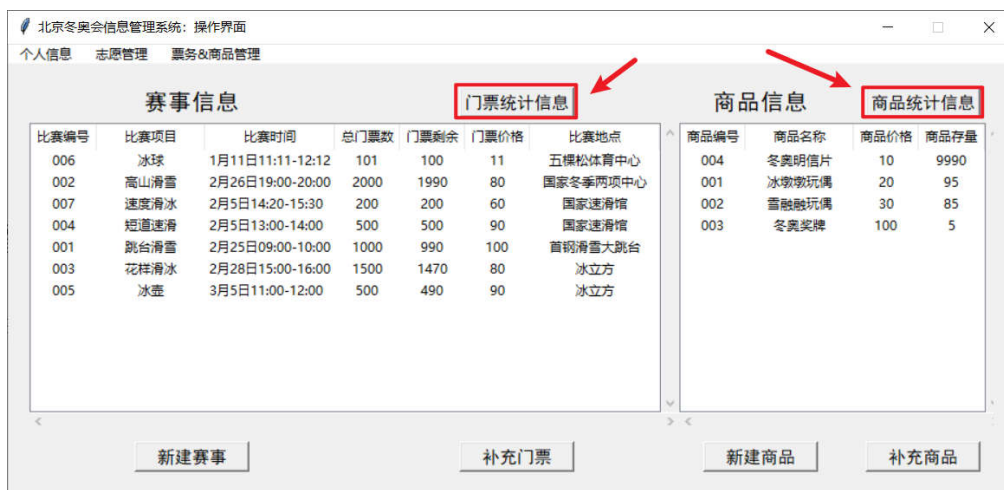 北京冬奥会信息管理系统：操作界面
个人信息 志愿管理 票务&商品管理
赛事信息 门票统计信息 商品信息 商品统计信息
比赛编号 比赛项目 比赛时间 总门票数 门票剩余 门票价格 比赛地点 商品编号 商品名称 商品价格 商品存量
006 冰球 1月11日11:11-12:12 101 100 11 五棵松体育中心 004 冬奥明信片 10 9990
002 高山滑雪 2月26日19:00-20:00 2000 1990 80 国家冬季两项中心 001 冰墩墩玩偶 20 95
007 速度滑冰 2月5日14:20-15:30 200 200 60 国家速滑馆 002 雪融融玩偶 30 85
004 短道速滑 2月5日13:00-14:00 500 500 90 国家速滑馆 003 冬奥奖牌 100 5
001 跳台滑雪 2月25日09:00-10:00 1000 990 100 首钢滑雪大跳台
003 花样滑冰 2月28日15:00-16:00 1500 1470 80 冰立方
005 冰壶 3月5日11:00-12:00 500 490 90 冰立方
新建赛事 补充门票 新建商品 补充商品